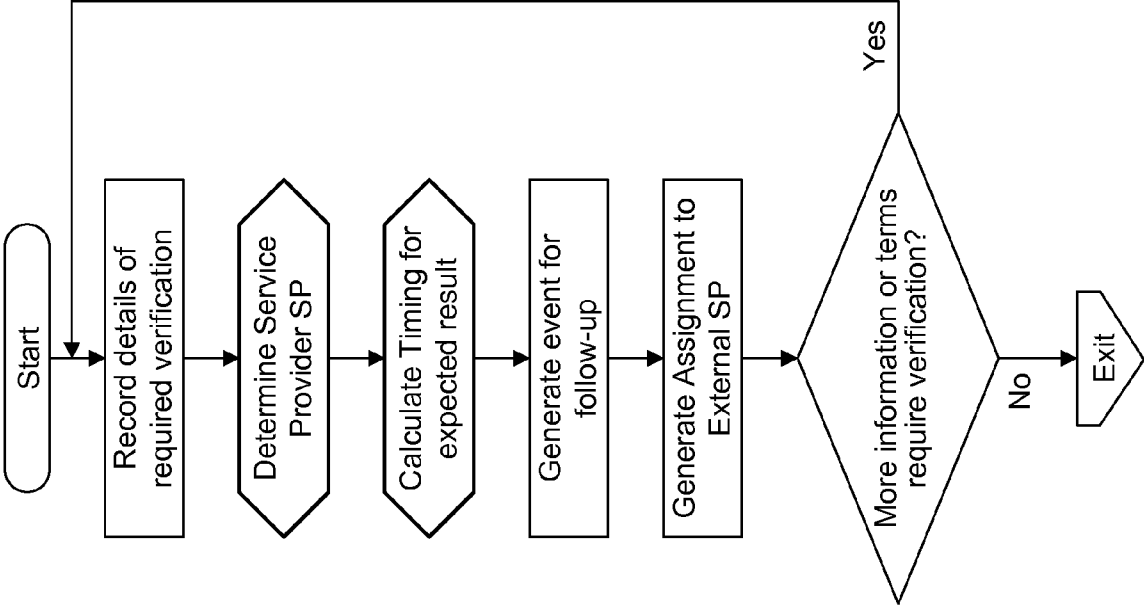 Start
Record details of
required verification
Determine Service
Provider SP
Calculate Timing for
expected result
Generate event for
follow-up
Generate Assignment to
External SP
More information or terms
require verification?
Yes
No
Exit